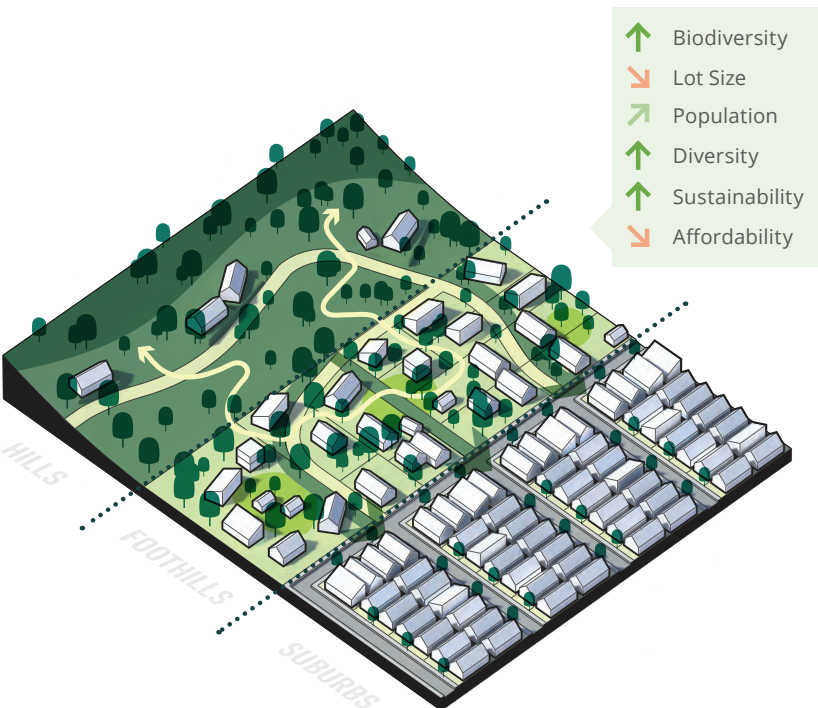 Biodiversity
Lot Size
Population
Diversity
Sustainability
Affordability
HILLS
FOOTHILLS
SUBURBS